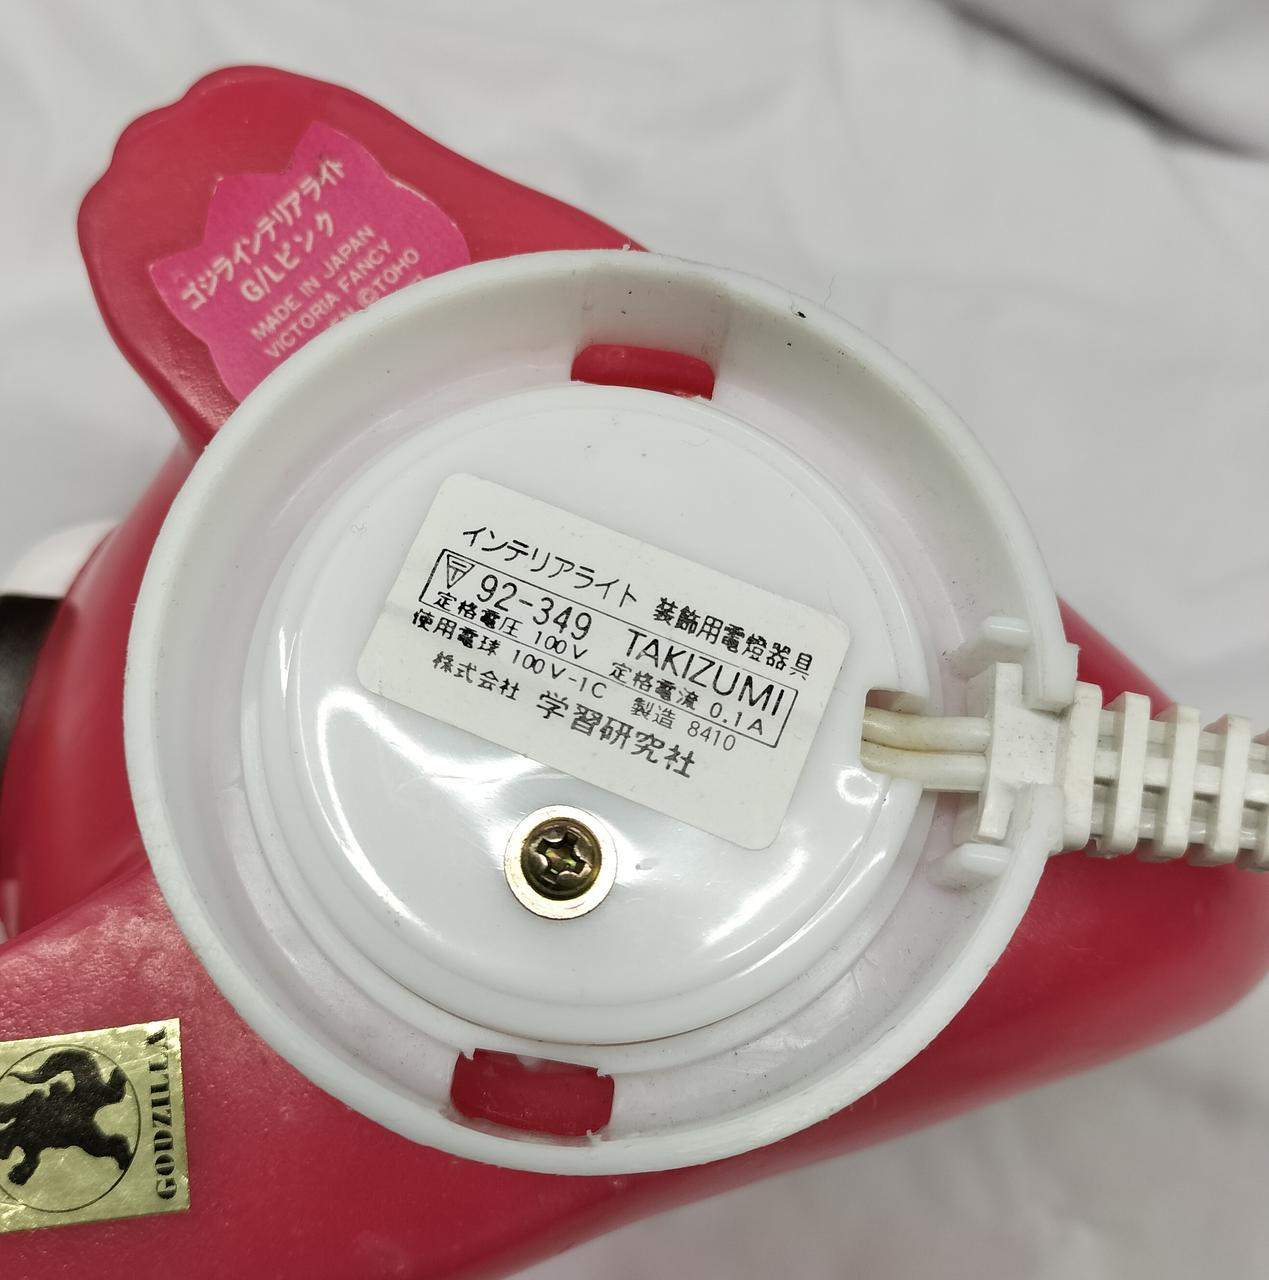 ゴジラインテリアライト
G/Lピンク
MADE IN JAPAN
VICTORIA FANCY
©TOHO
インテリアライト 装飾用電燈器具
〒 92-349 TAKIZUMI
定格電圧 100V 定格電流 0.1A
使用電球 100V-1C 製造 8410
株式会社 学習研究社
GODZILLA